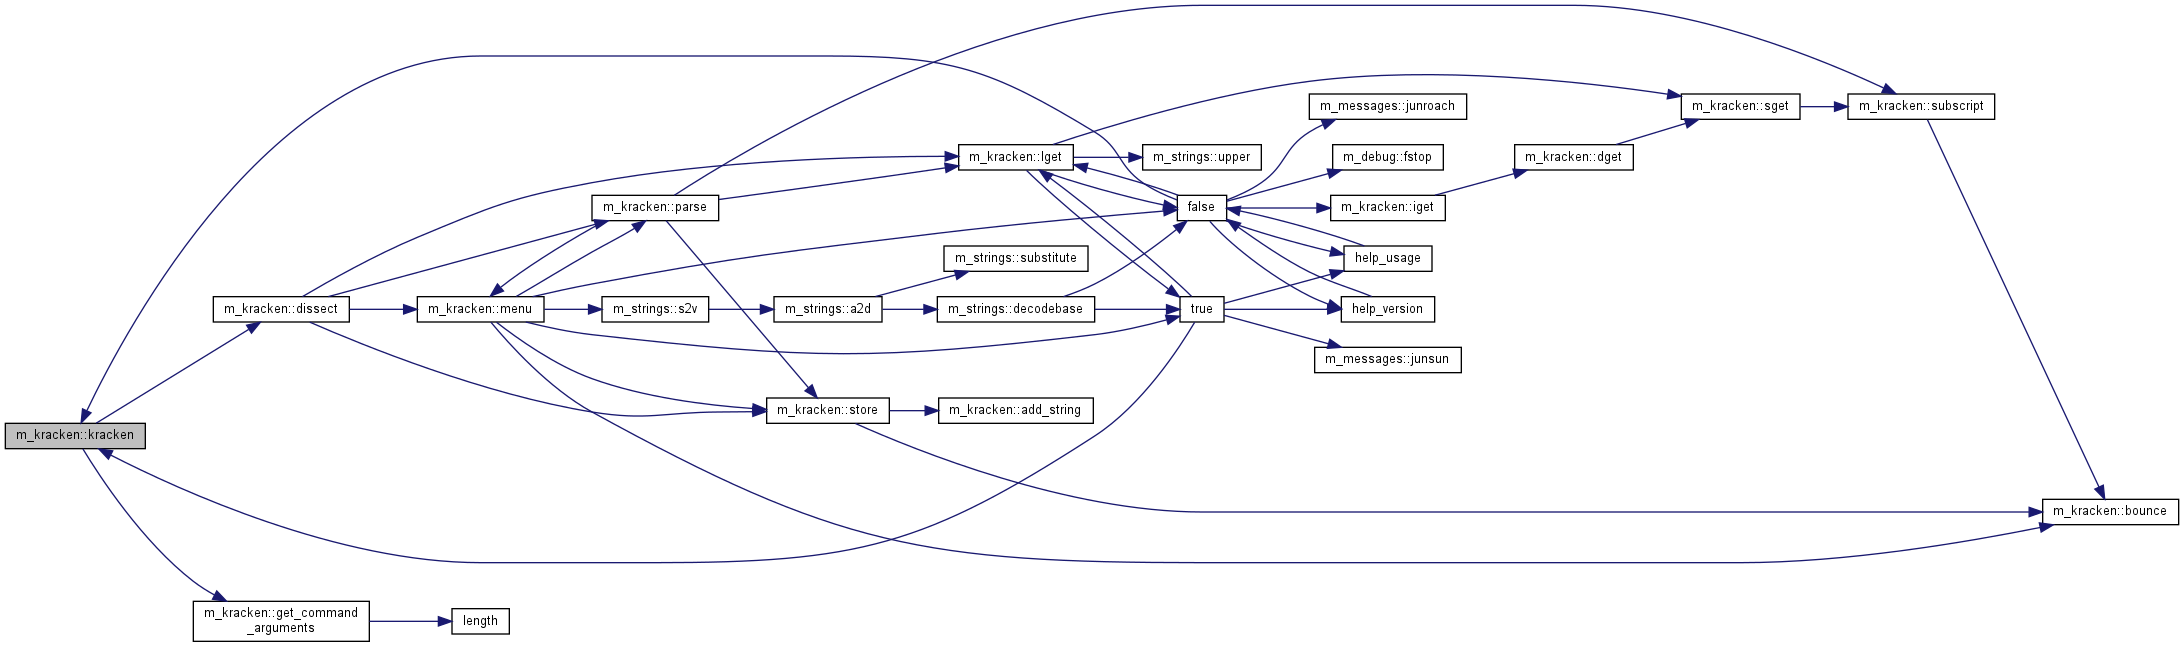 m_messages::junroach
m_kracken::sget
m_kracken::subscript
m_kracken::lget
m_strings::upper
m_debug::fstop
m_kracken::dget
m_kracken::parse
false
m_kracken::iget
m_strings::substitute
help_usage
m_kracken::dissect
m_kracken::menu
m_strings::s2v
m_strings::a2d
m_strings::decodebase
true
help_version
m_messages::junsun
m_kracken::store
m_kracken::add_string
m_kracken::kracken
m_kracken::bounce
m_kracken::get_command
_arguments
length